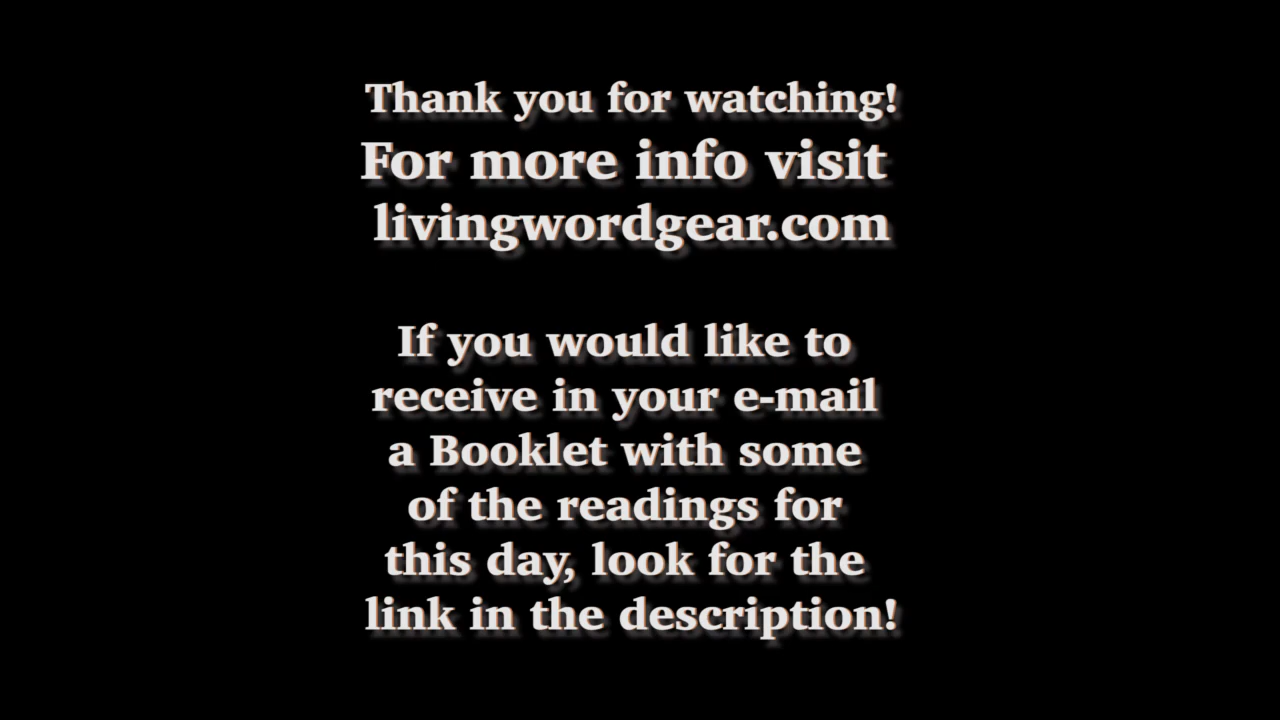 Thank you for watching!
For more info visit
livingwordgear.com
If you would like to
receive in your e-mail
a Booklet with some
of the readings for
this day, look for the
link in the description!